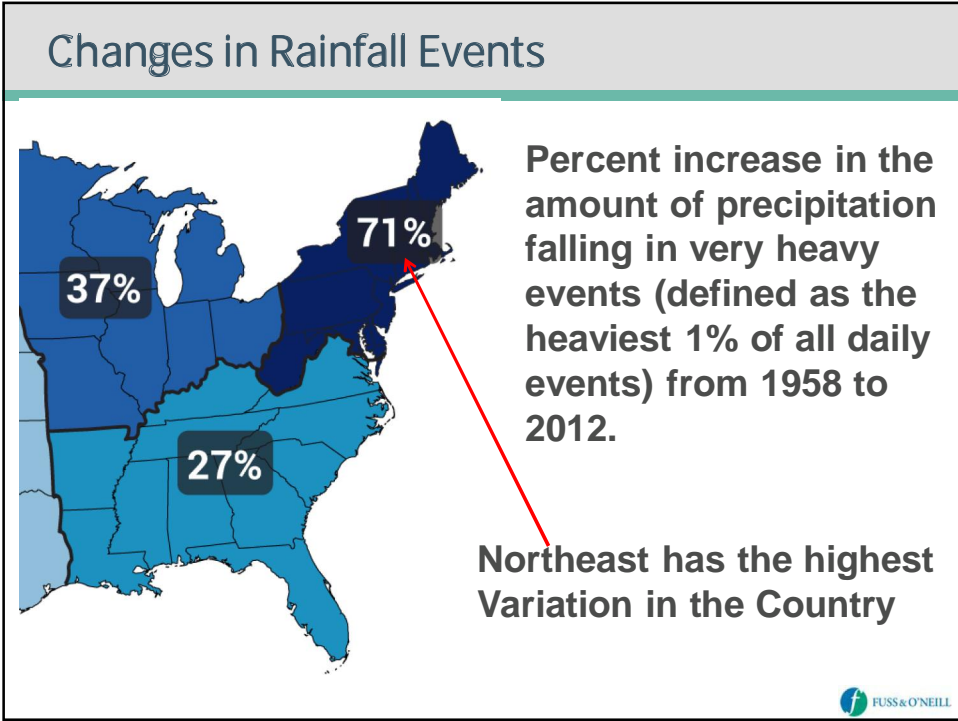 Changes in Rainfall Events
71%
37%
27%
Percent increase in the
amount of precipitation
falling in very heavy
events (defined as the
heaviest 1% of all daily
events) from 1958 to
2012.
Northeast has the highest
Variation in the Country
FUSS & O'NEILL